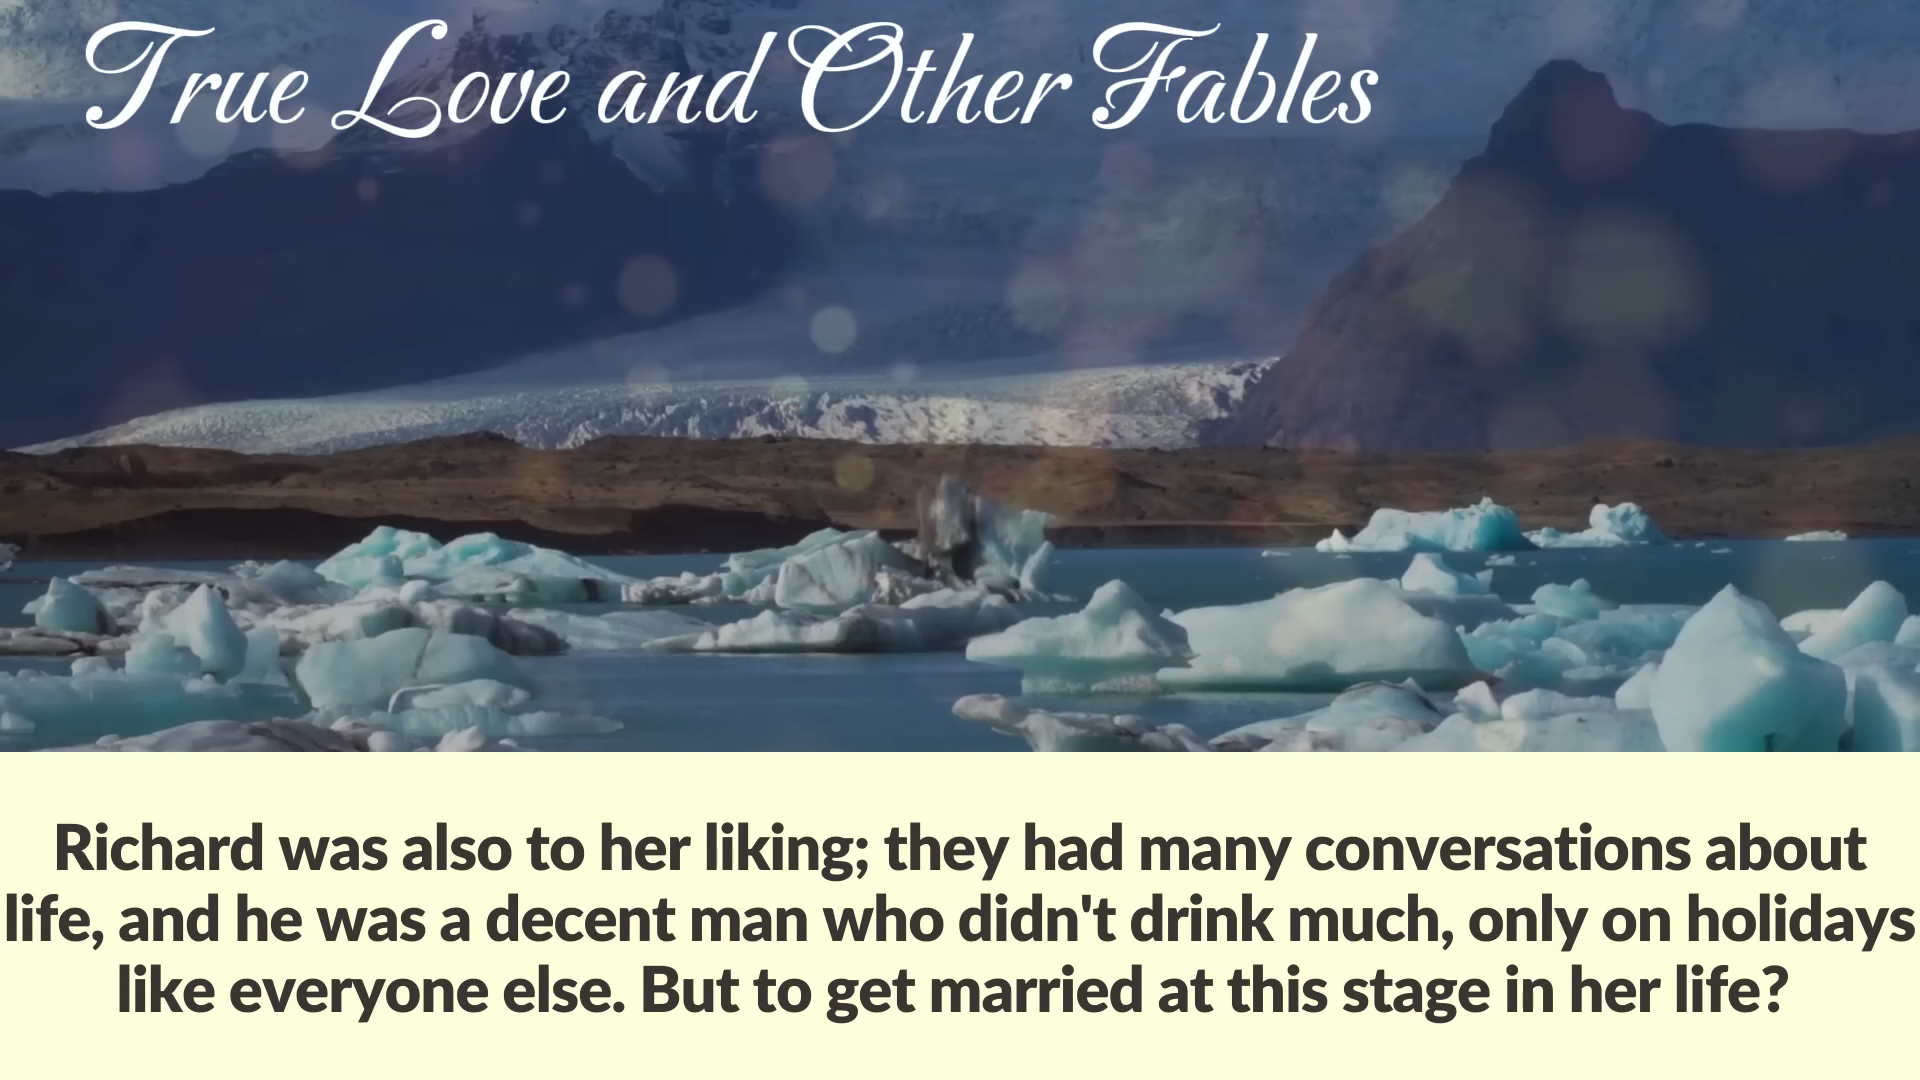 True Love and Other Fables
Richard was also to her liking; they had many conversations about
life, and he was a decent man who didn't drink much, only on holidays
like everyone else. But to get married at this stage in her life?